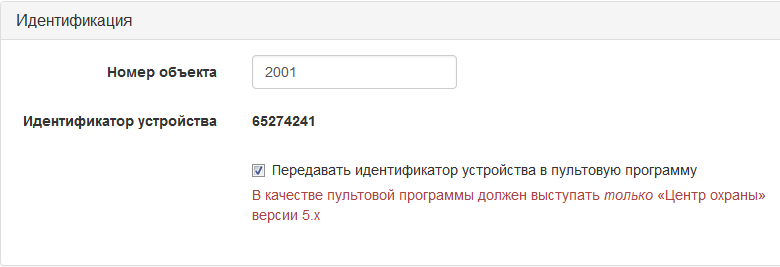 Идентификация
Номер объекта 2001
Идентификатор устройства 65274241
Передавать идентификатор устройства в пультовую программу
В качестве пультовой программы должен выступать только «Центр охраны»
версии 5.x